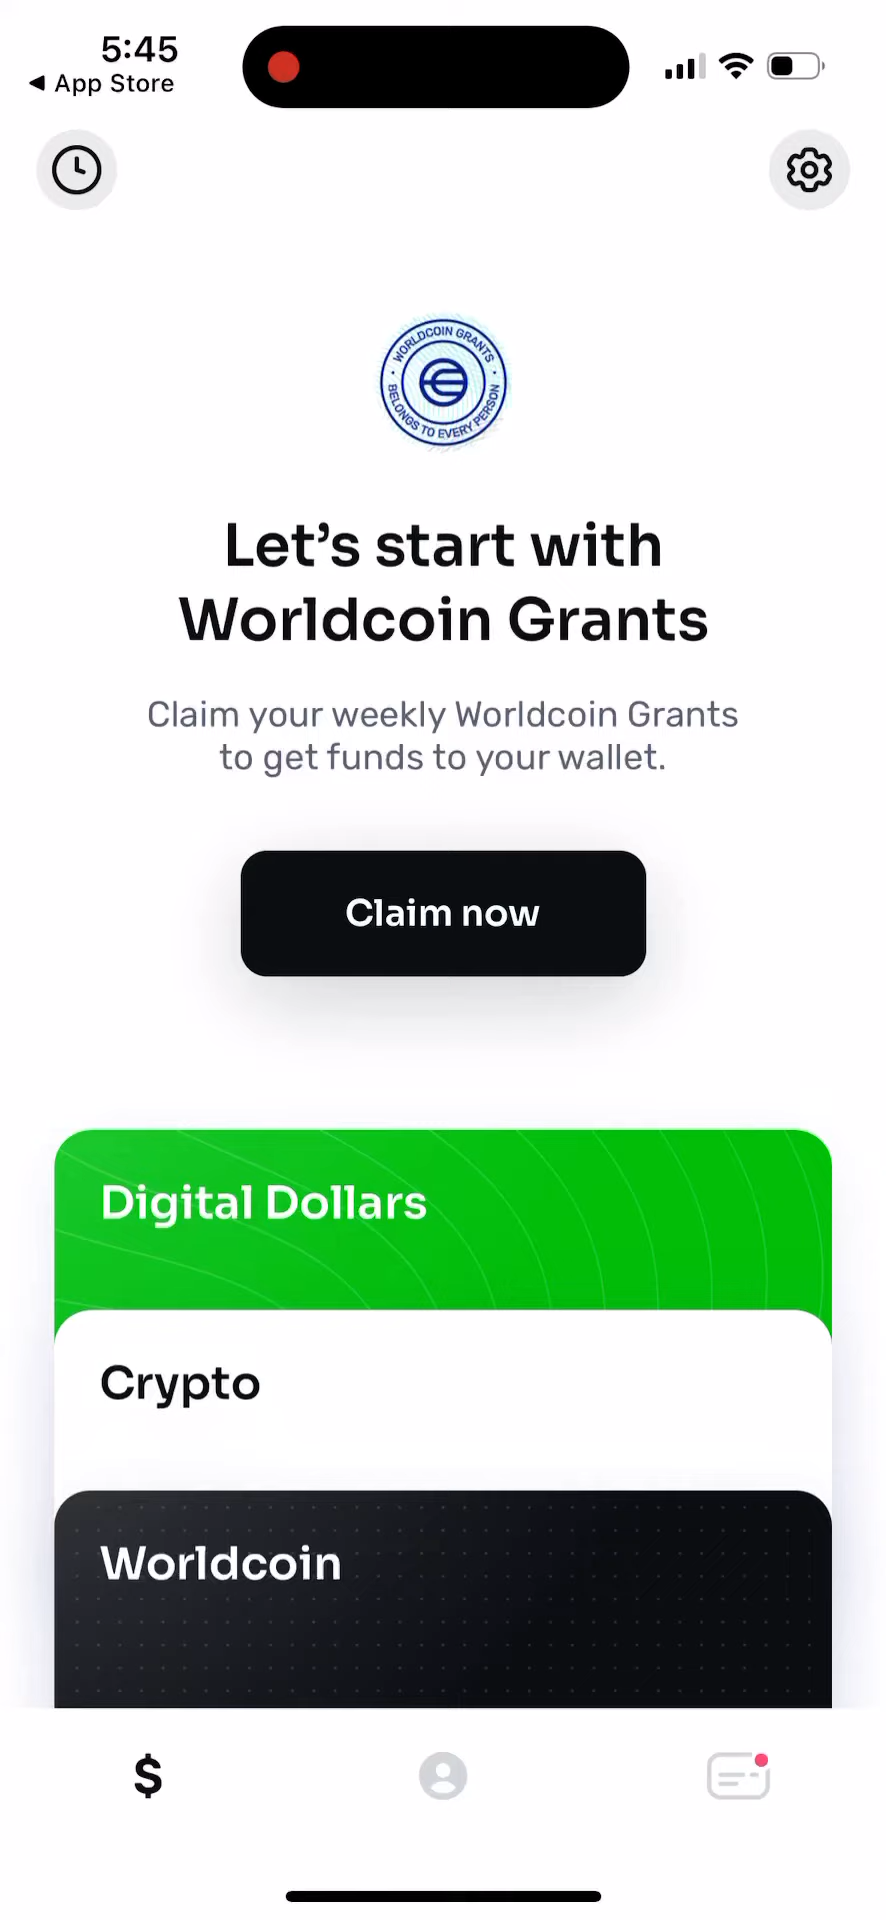 5:45
◀ App Store
WORLDCOIN GRANTS
BELONGS TO EVERY PERSON
Let’s start with
Worldcoin Grants
Claim your weekly Worldcoin Grants
to get funds to your wallet.
Claim now
Digital Dollars
Crypto
Worldcoin
$